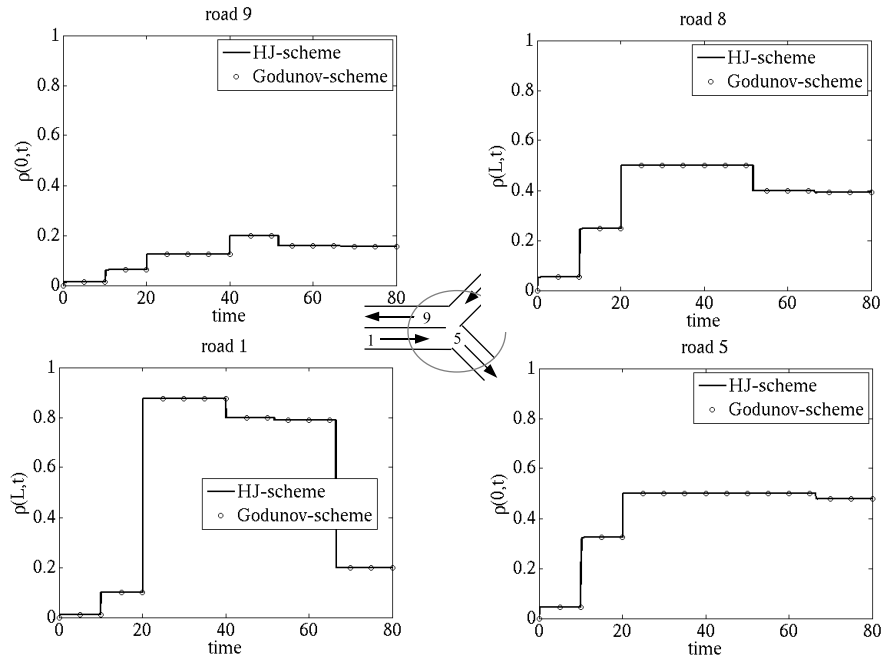 road 9
1
0.8
0.6
0.4
0.2
0
ρ(0,t)
HJ-scheme
Godunov-scheme
0 20 40 60 80
time
road 8
1
0.8
0.6
0.4
0.2
0
ρ(L,t)
HJ-scheme
Godunov-scheme
0 20 40 60 80
time
9
1
5
road 1
1
0.8
0.6
0.4
0.2
0
ρ(L,t)
HJ-scheme
Godunov-scheme
0 20 40 60 80
time
road 5
1
0.8
0.6
0.4
0.2
0
ρ(0,t)
HJ-scheme
Godunov-scheme
0 20 40 60 80
time